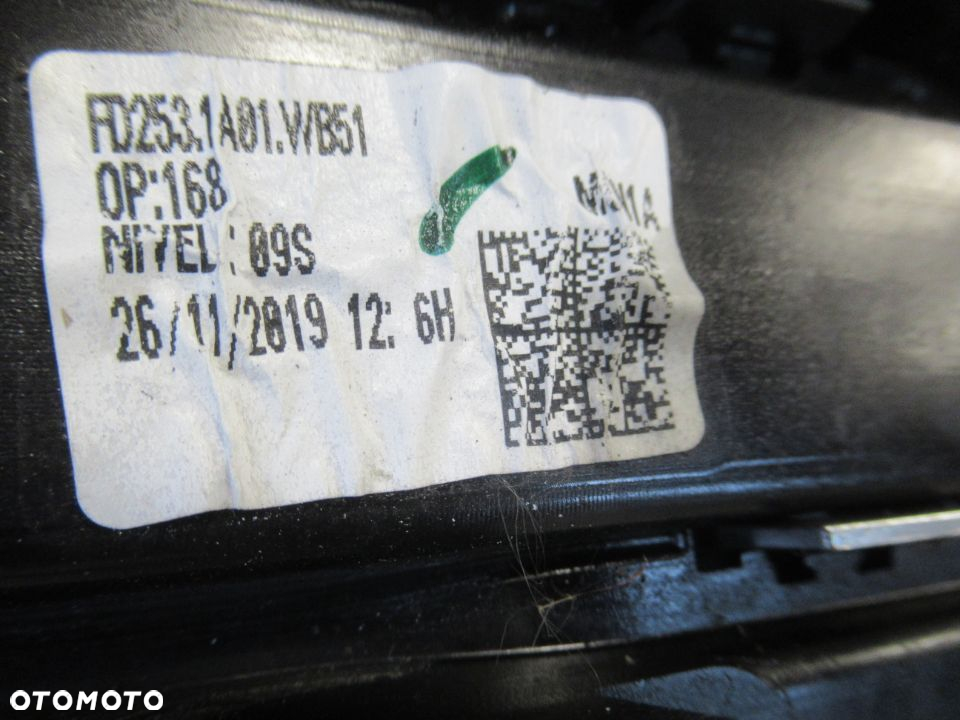 FD253.1A01.WB51
OP:168
NIVEL : 09S
26/11/2019 12: 6H
OTOMOTO